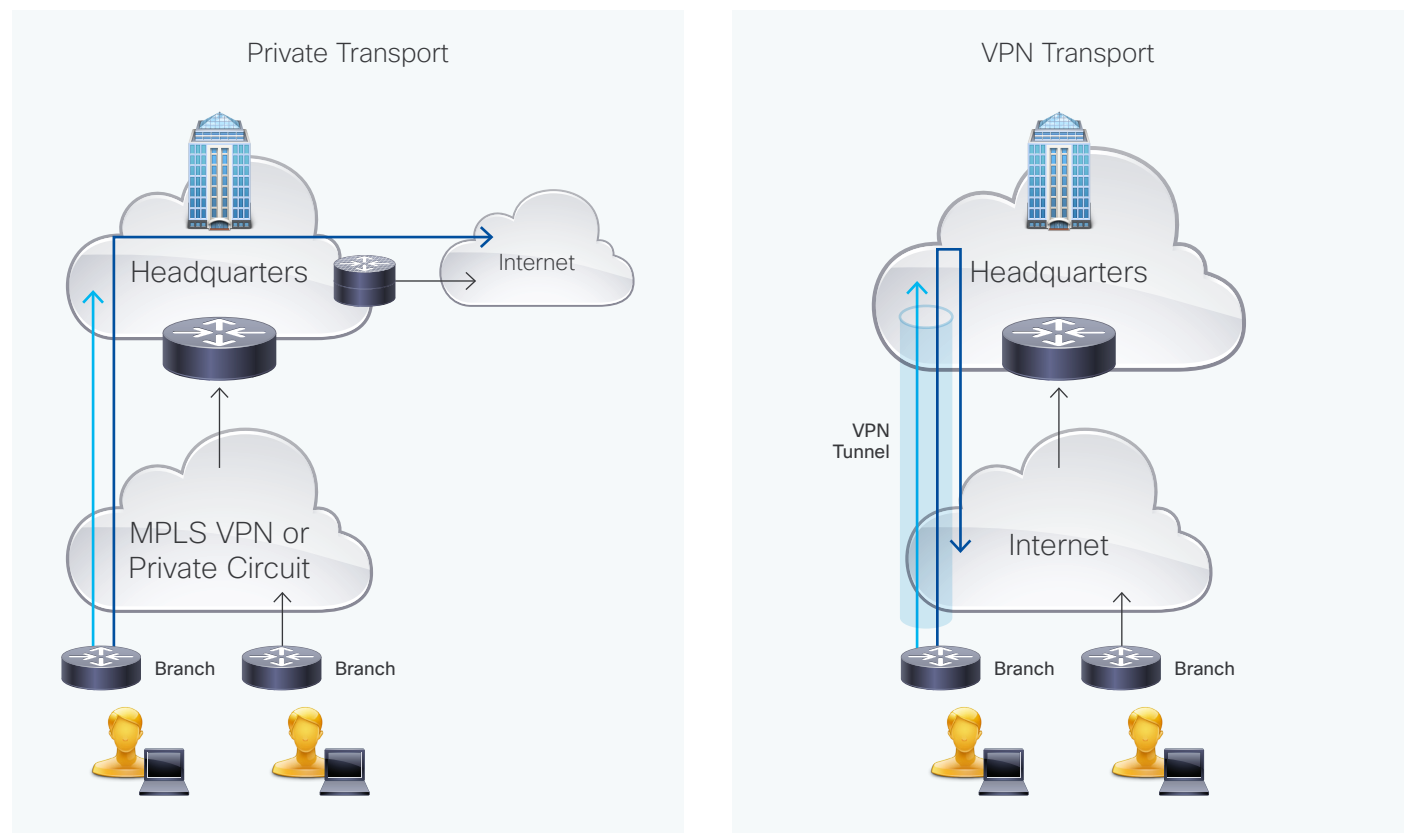 Private Transport
Headquarters
Internet
MPLS VPN or
Private Circuit
Branch
Branch
VPN Transport
Headquarters
VPN
Tunnel
Internet
Branch
Branch